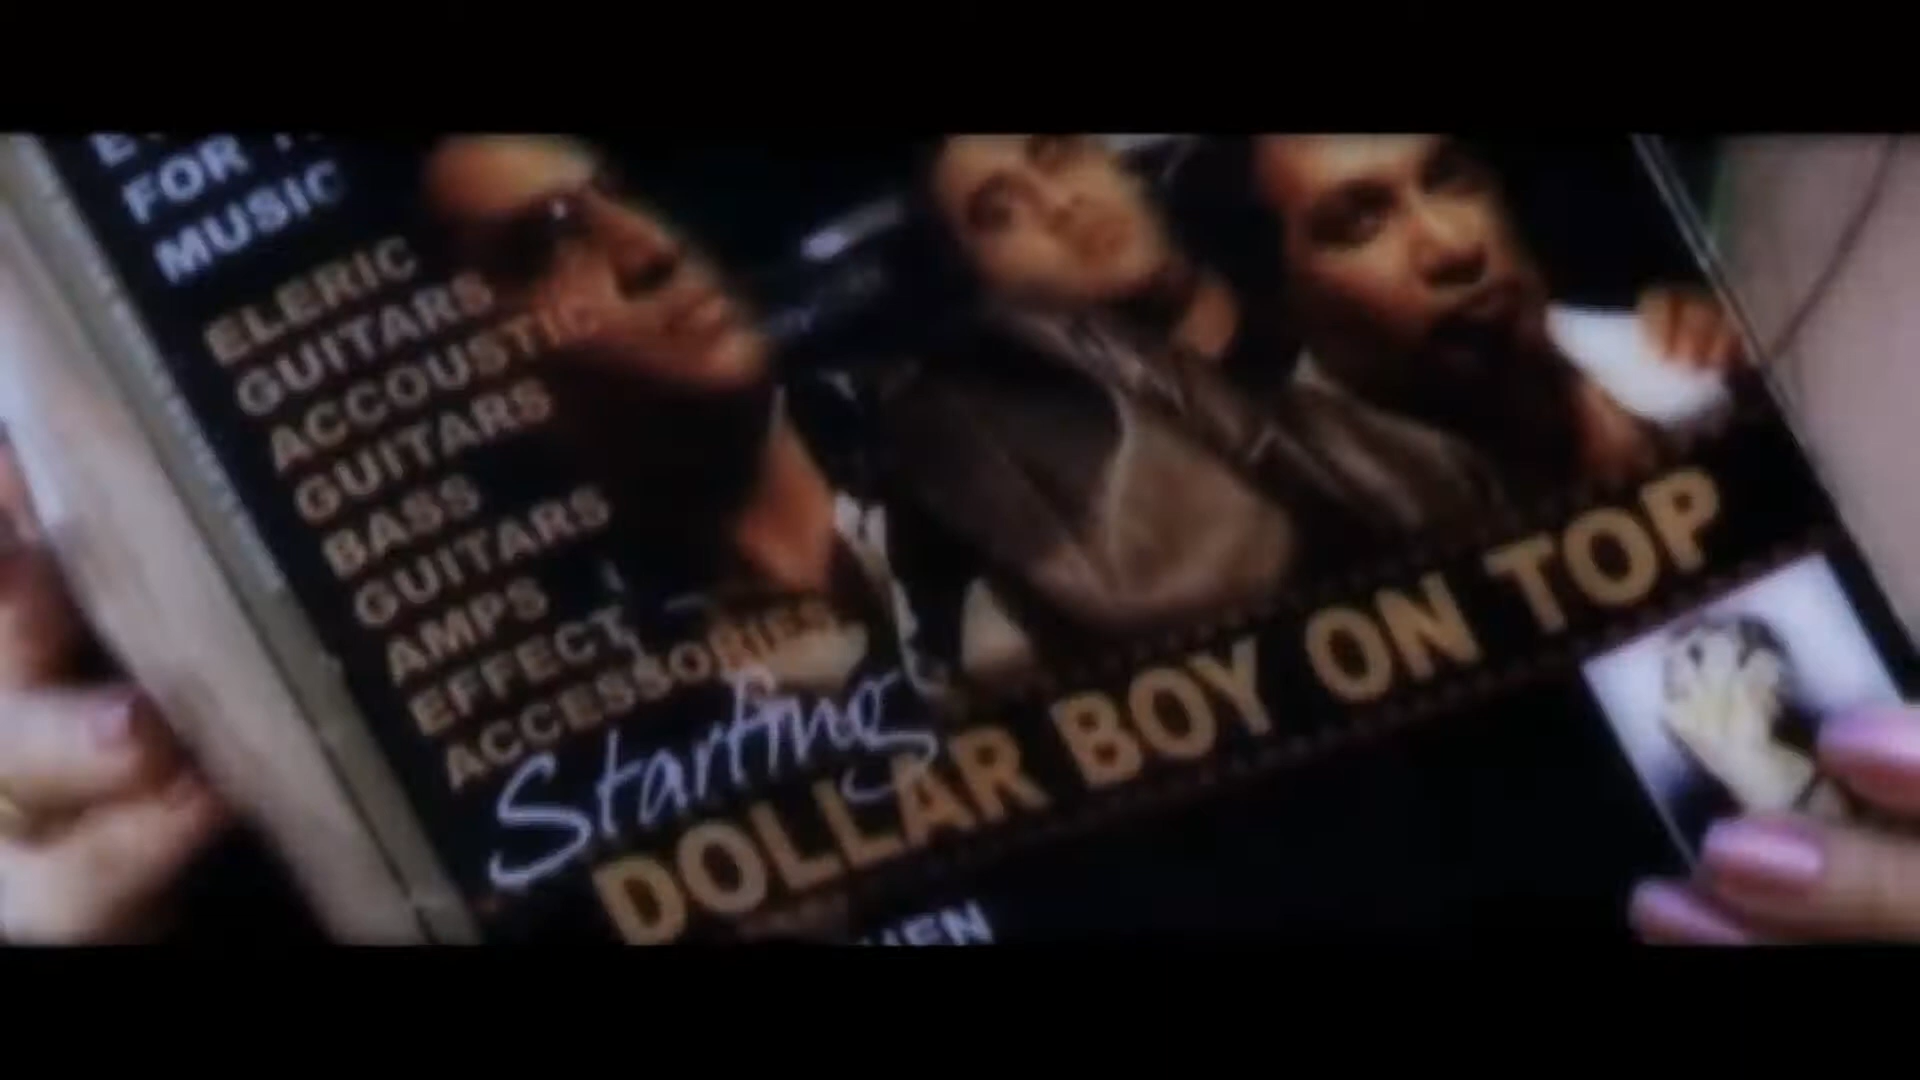 FOR
MUSIC
ELERIC
GUITARS
ACCOUSTIC
GUITARS
BASS
GUITARS
AMPS
EFFECT
ACCESSORIES
Starting
DOLLAR BOY ON TOP